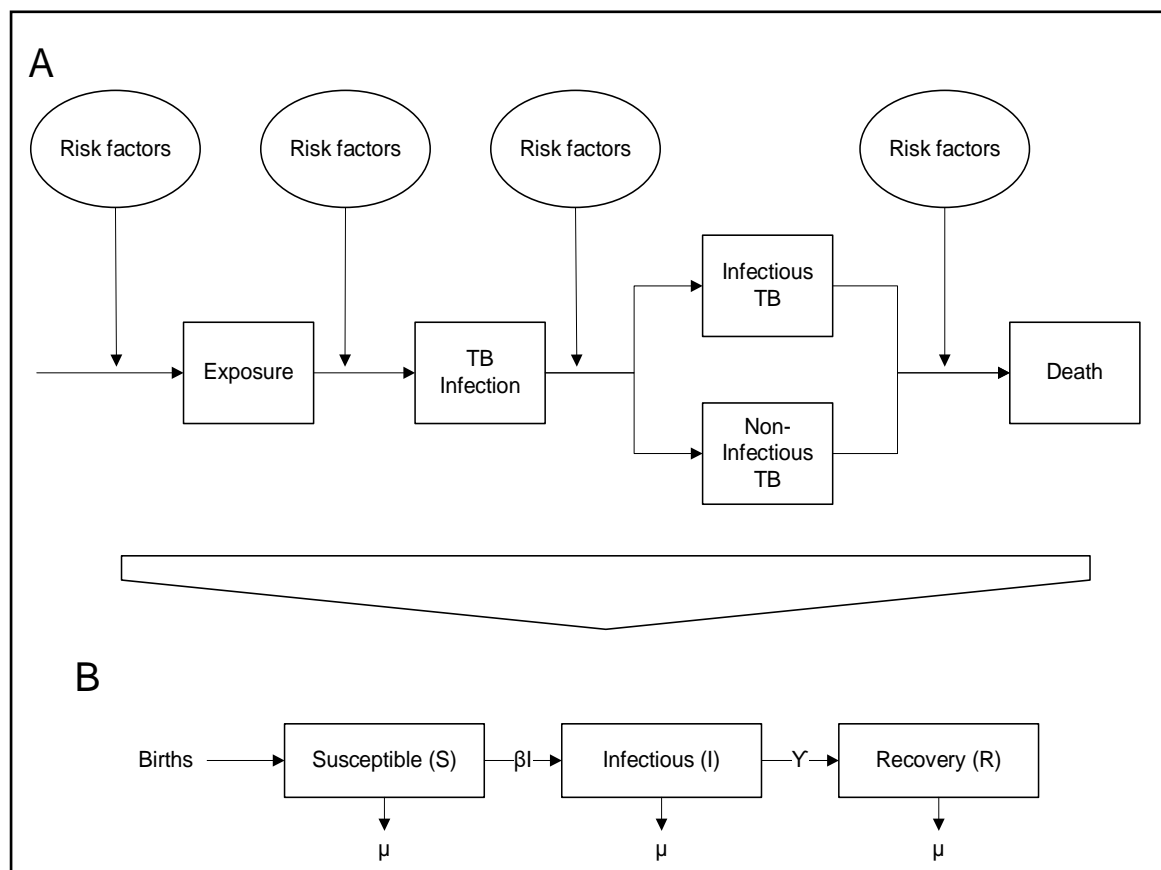 A
Risk factors
Risk factors
Risk factors
Risk factors
Exposure
TB
Infection
Infectious
TB
Non-
Infectious
TB
Death
B
Births
Susceptible (S)
βI
Infectious (I)
ϒ
Recovery (R)
µ
µ
µ